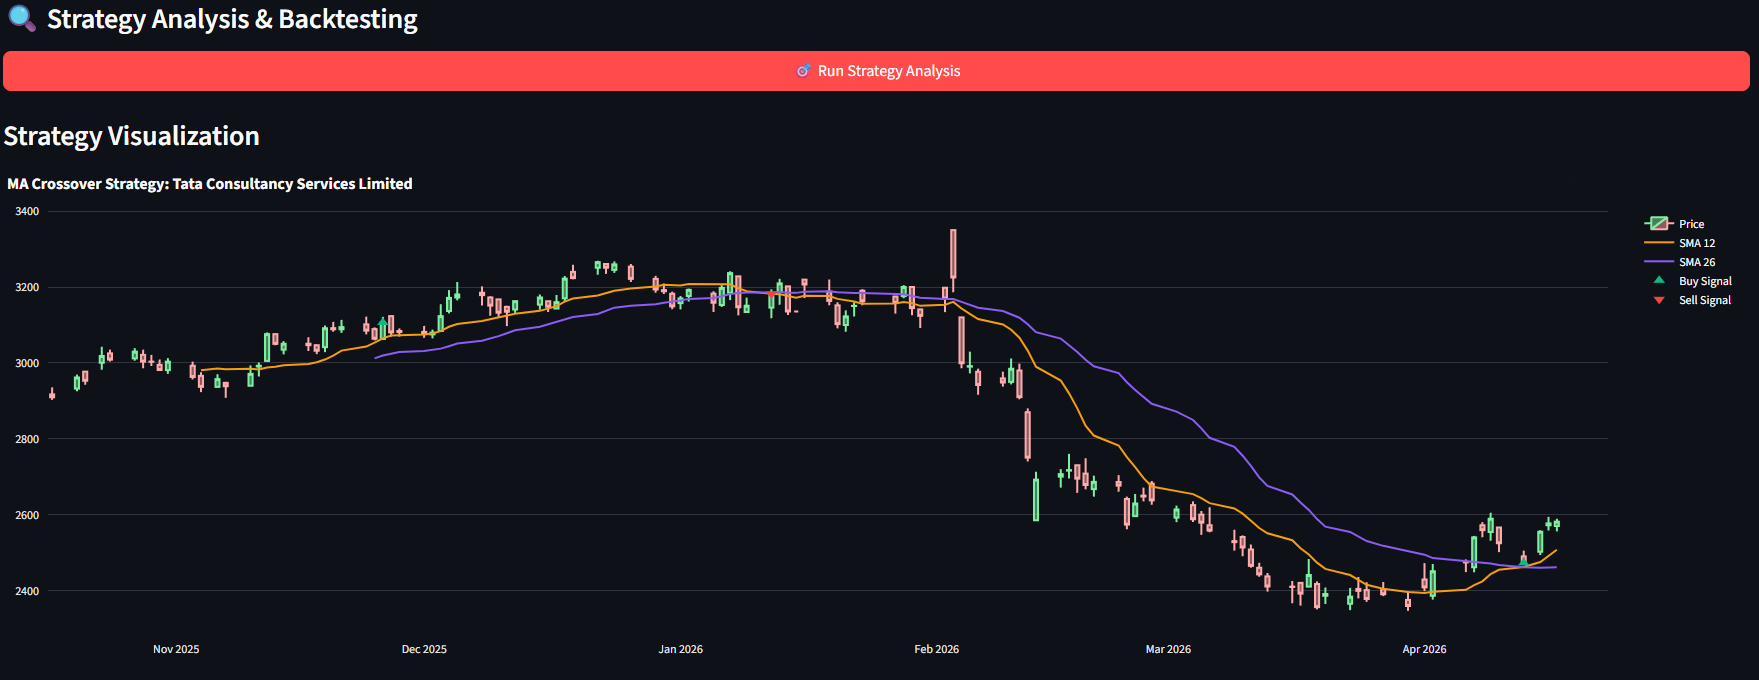 Strategy Analysis & Backtesting
Run Strategy Analysis
Strategy Visualization
MA Crossover Strategy: Tata Consultancy Services Limited
3400
3200
3000
2800
2600
2400
Nov 2025
Dec 2025
Jan 2026
Feb 2026
Mar 2026
Apr 2026
Price
SMA 12
SMA 26
Buy Signal
Sell Signal